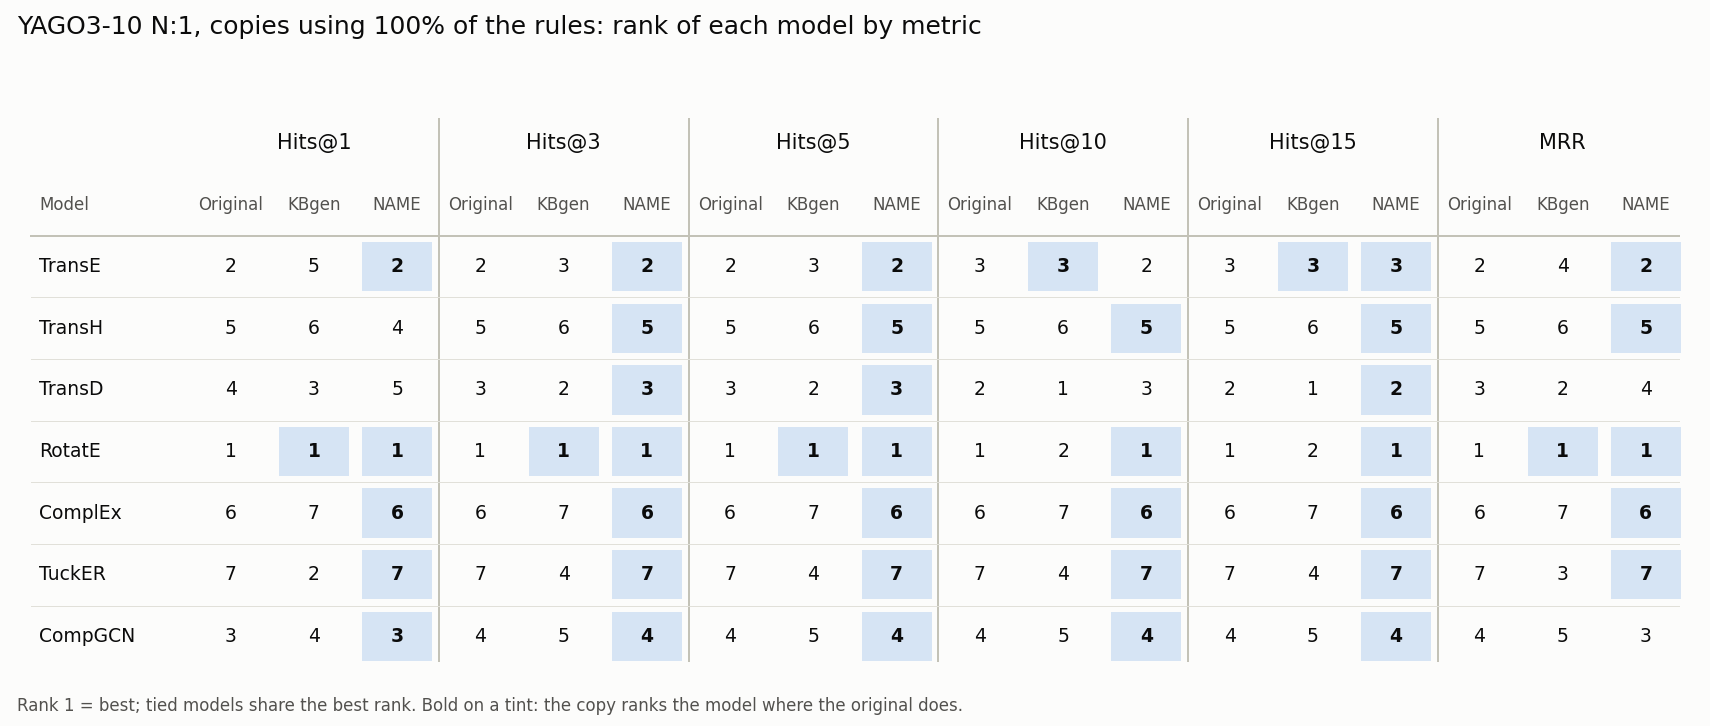 YAGO3-10 N:1, copies using 100% of the rules: rank of each model by metric
Hits@1 Hits@3 Hits@5 Hits@10 Hits@15 MRR
Model Original KBgen NAME Original KBgen NAME Original KBgen NAME Original KBgen NAME Original KBgen NAME Original KBgen NAME
TransE 2 5 2 2 3 2 2 3 2 3 3 2 3 3 3 2 4 2
TransH 5 6 4 5 6 5 5 6 5 5 6 5 5 6 5 5 6 5
TransD 4 3 5 3 2 3 3 2 3 2 1 3 2 1 2 3 2 4
RotatE 1 1 1 1 1 1 1 1 1 1 2 1 1 2 1 1 1 1
ComplEx 6 7 6 6 7 6 6 7 6 6 7 6 6 7 6 6 7 6
TuckER 7 2 7 7 4 7 7 4 7 7 4 7 7 4 7 7 3 7
CompGCN 3 4 3 4 5 4 4 5 4 4 5 4 4 5 4 4 5 3
Rank 1 = best; tied models share the best rank. Bold on a tint: the copy ranks the model where the original does.